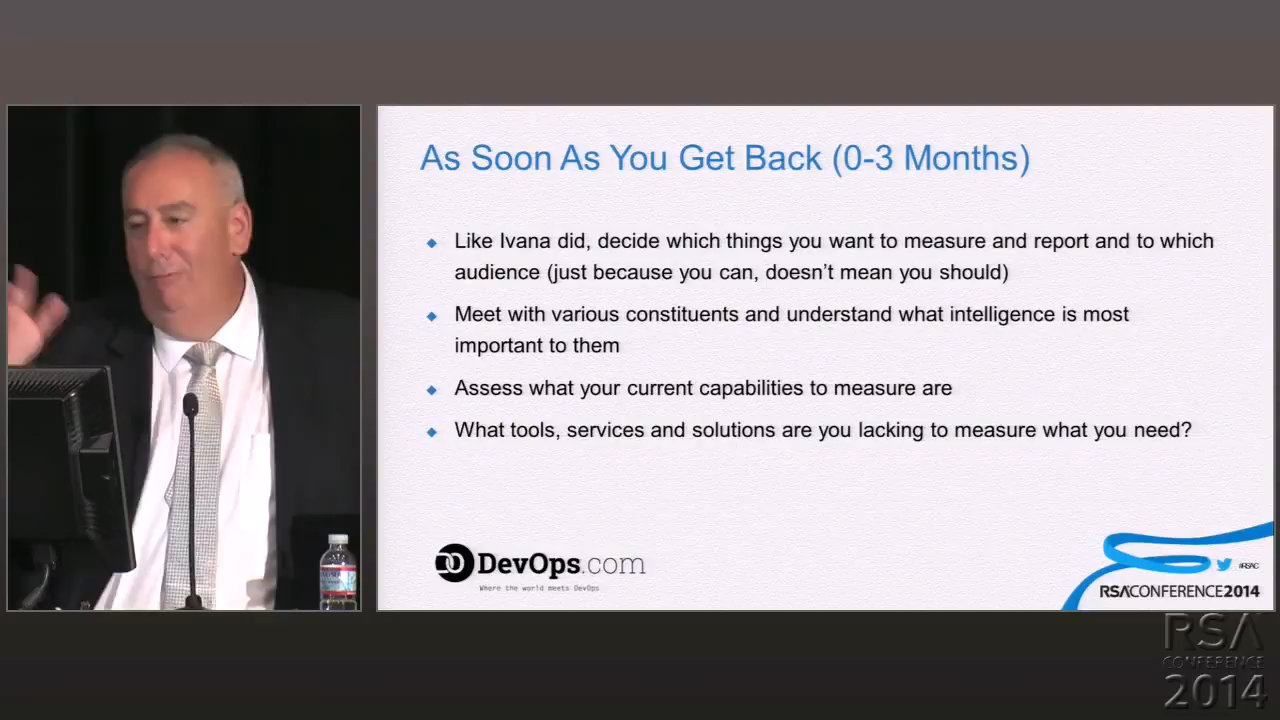 As Soon As You Get Back (0-3 Months)
Like Ivana did, decide which things you want to measure and report and to which
audience (just because you can, doesn’t mean you should)
Meet with various constituents and understand what intelligence is most
important to them
Assess what your current capabilities to measure are
What tools, services and solutions are you lacking to measure what you need?
DevOps.com
Where the world meets DevOps
#RSAC
RSACONFERENCE2014
RSA
CONFERENCE
2014